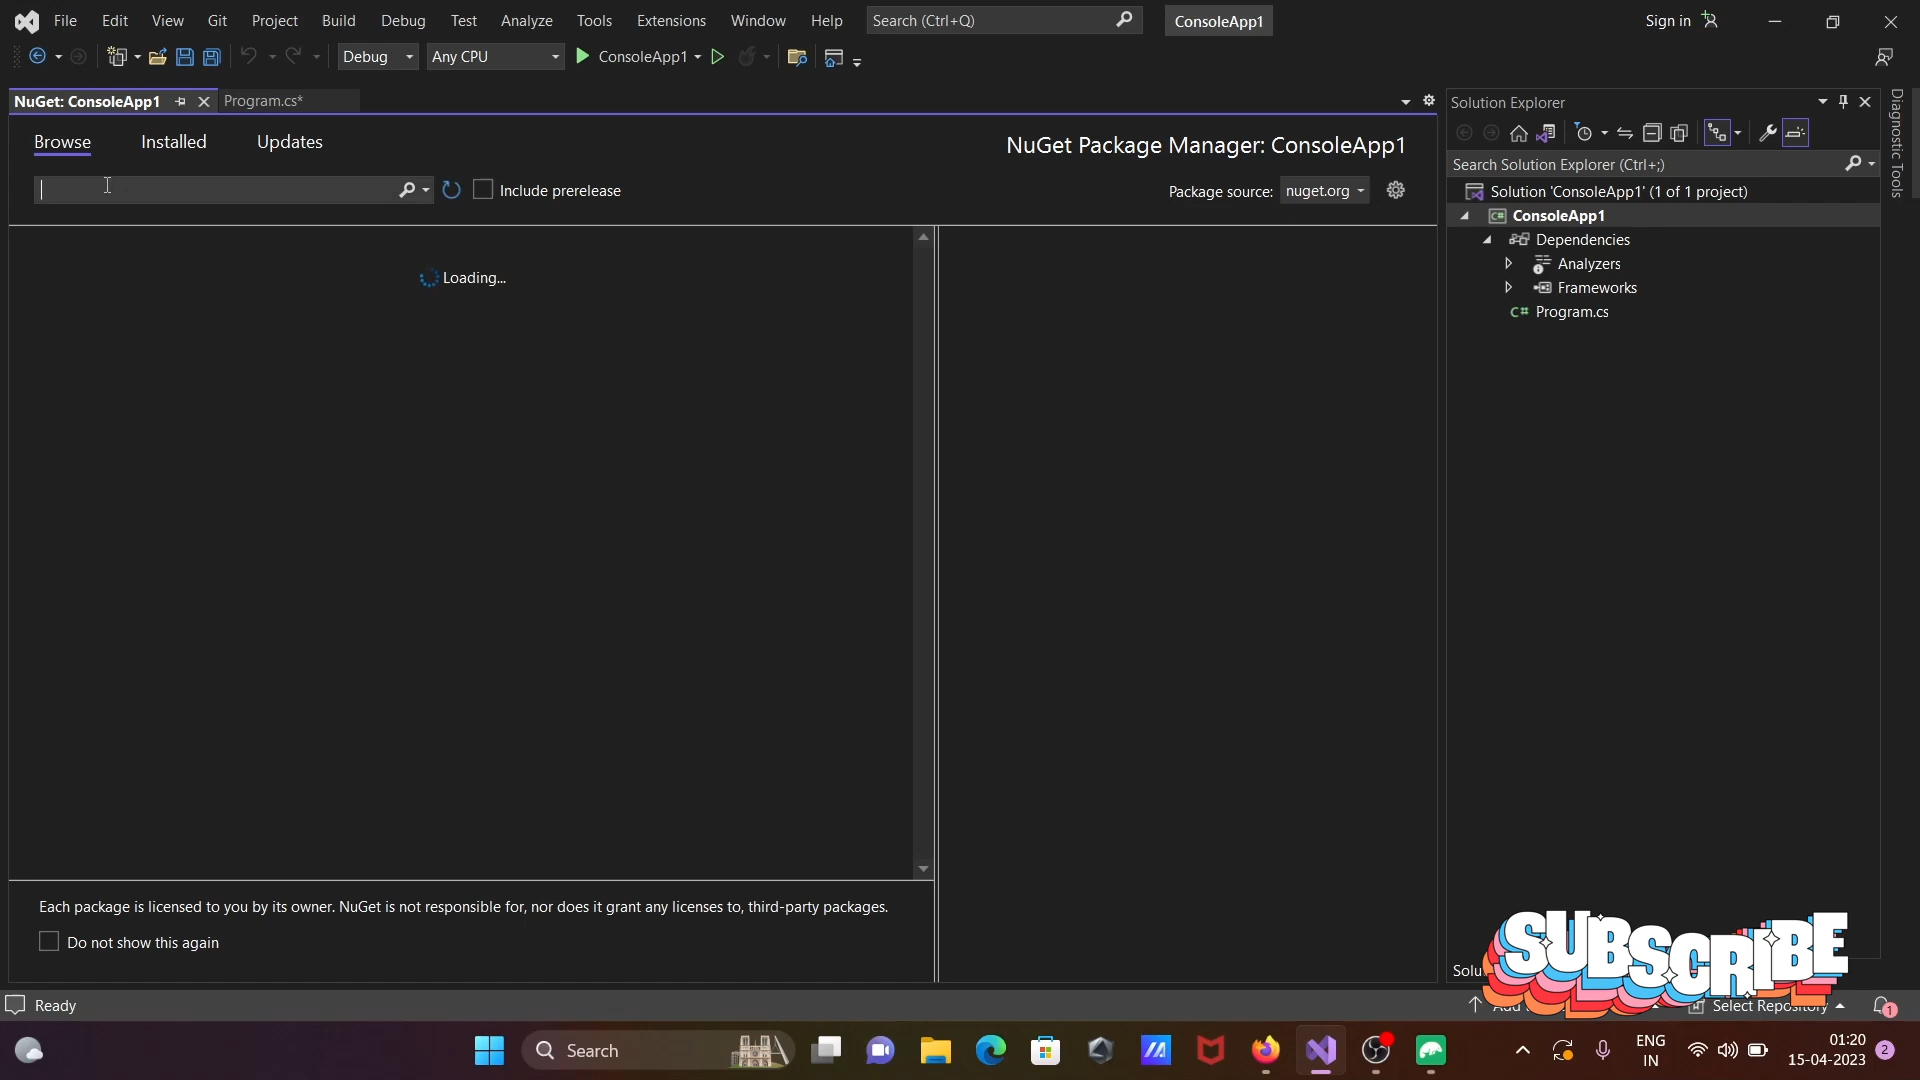 File Edit View Git Project Build Debug Test Analyze Tools Extensions Window Help Search (Ctrl+Q) ConsoleApp1 Sign in
Debug Any CPU ConsoleApp1
NuGet: ConsoleApp1 Program.cs*
Solution Explorer
Diagnostic Tools
Browse Installed Updates
NuGet Package Manager: ConsoleApp1
Search Solution Explorer (Ctrl+;)
Include prerelease
Package source: nuget.org
Solution 'ConsoleApp1' (1 of 1 project)
C# ConsoleApp1
Dependencies
Analyzers
Frameworks
C# Program.cs
Loading...
Each package is licensed to you by its owner. NuGet is not responsible for, nor does it grant any licenses to, third-party packages.
Do not show this again
SUBSCRIBE
Ready
Select Repository
1
Search
ENG
IN
01:20
15-04-2023
2